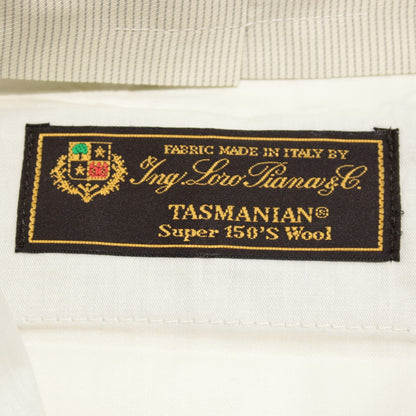 FABRIC MADE IN ITALY BY
Ing. Loro Piana & C.
TASMANIAN®
Super 150'S Wool